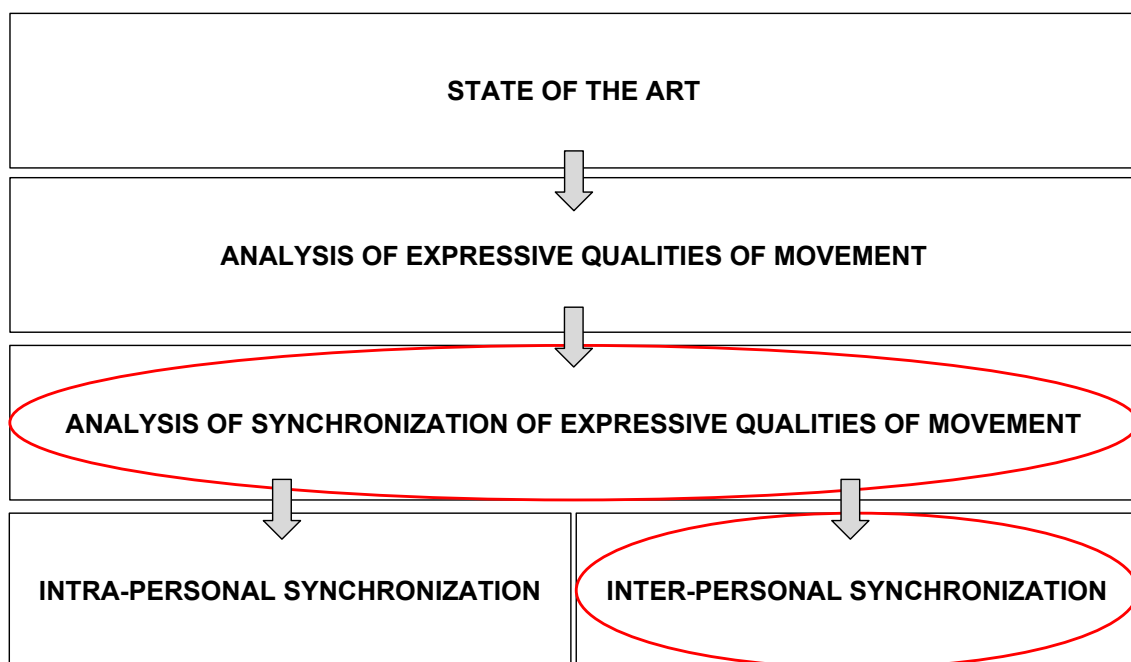 STATE OF THE ART
ANALYSIS OF EXPRESSIVE QUALITIES OF MOVEMENT
ANALYSIS OF SYNCHRONIZATION OF EXPRESSIVE QUALITIES OF MOVEMENT
INTRA-PERSONAL SYNCHRONIZATION
INTER-PERSONAL SYNCHRONIZATION